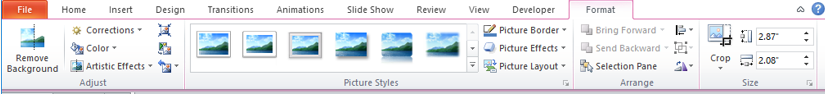 File Home Insert Design Transitions Animations Slide Show Review View Developer Format
Remove Background
Corrections
Color
Artistic Effects
Adjust
Picture Border
Picture Effects
Picture Layout
Picture Styles
Bring Forward
Send Backward
Selection Pane
Arrange
Crop
2.87"
2.08"
Size